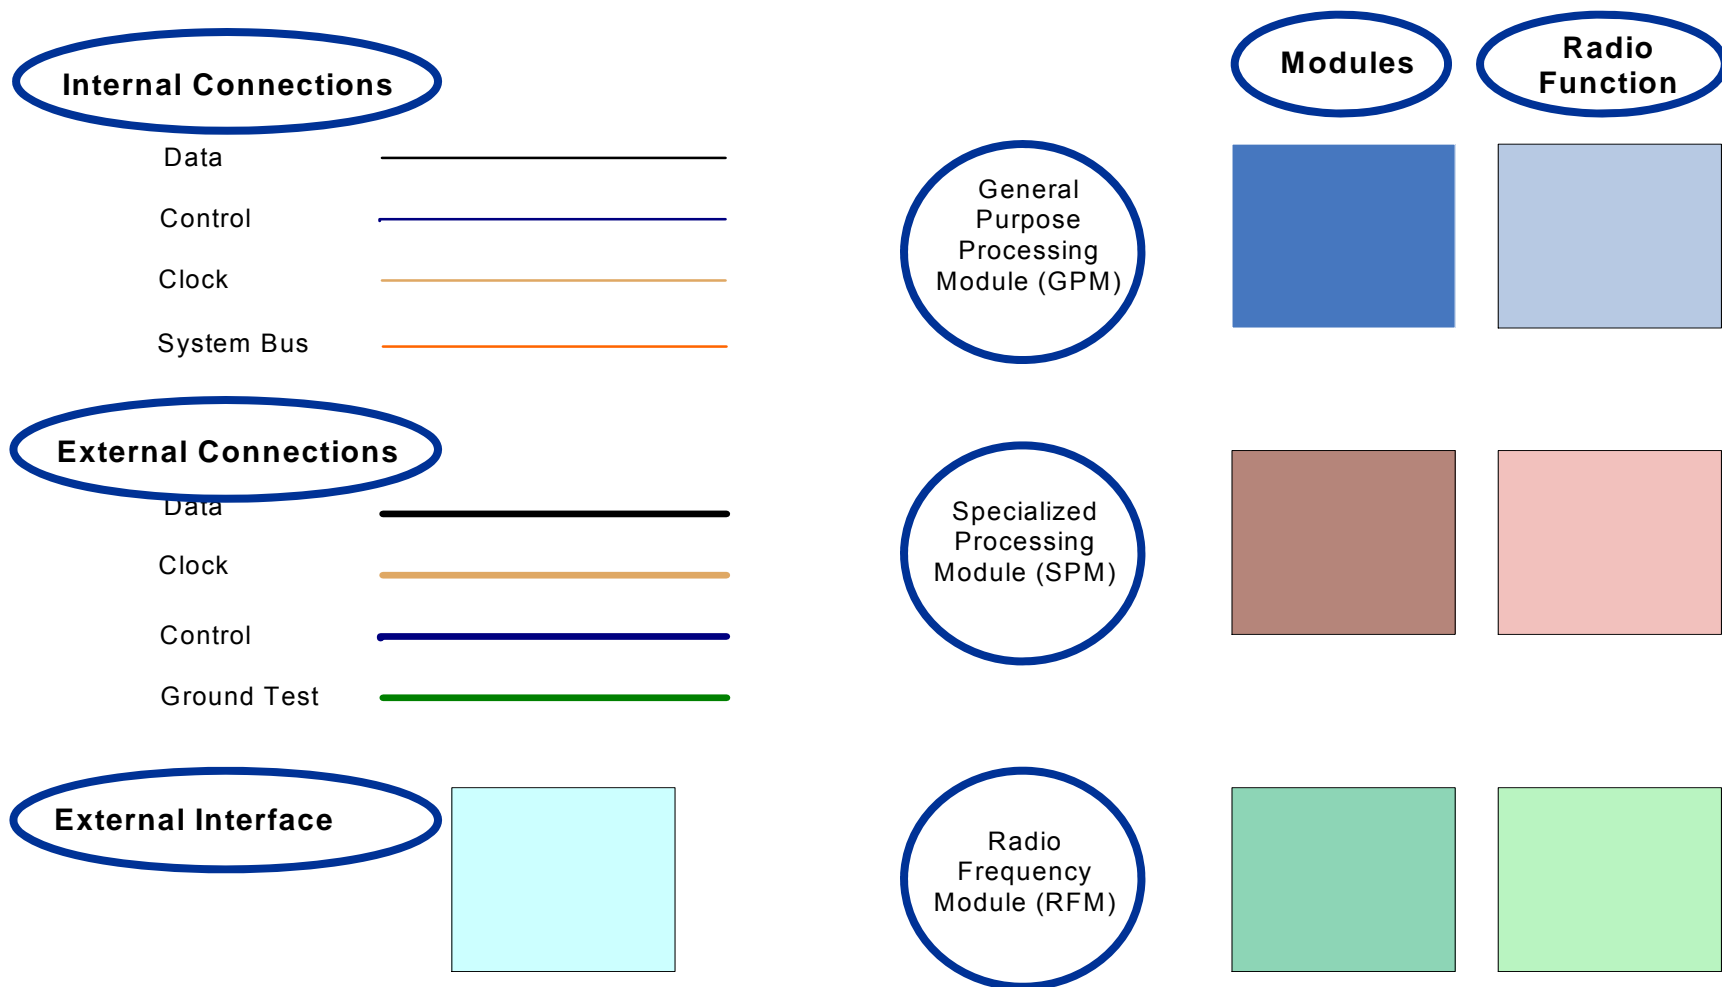 Internal Connections
Data
Control
Clock
System Bus
External Connections
Data
Clock
Control
Ground Test
External Interface
Modules
Radio
Function
General
Purpose
Processing
Module (GPM)
Specialized
Processing
Module (SPM)
Radio
Frequency
Module (RFM)